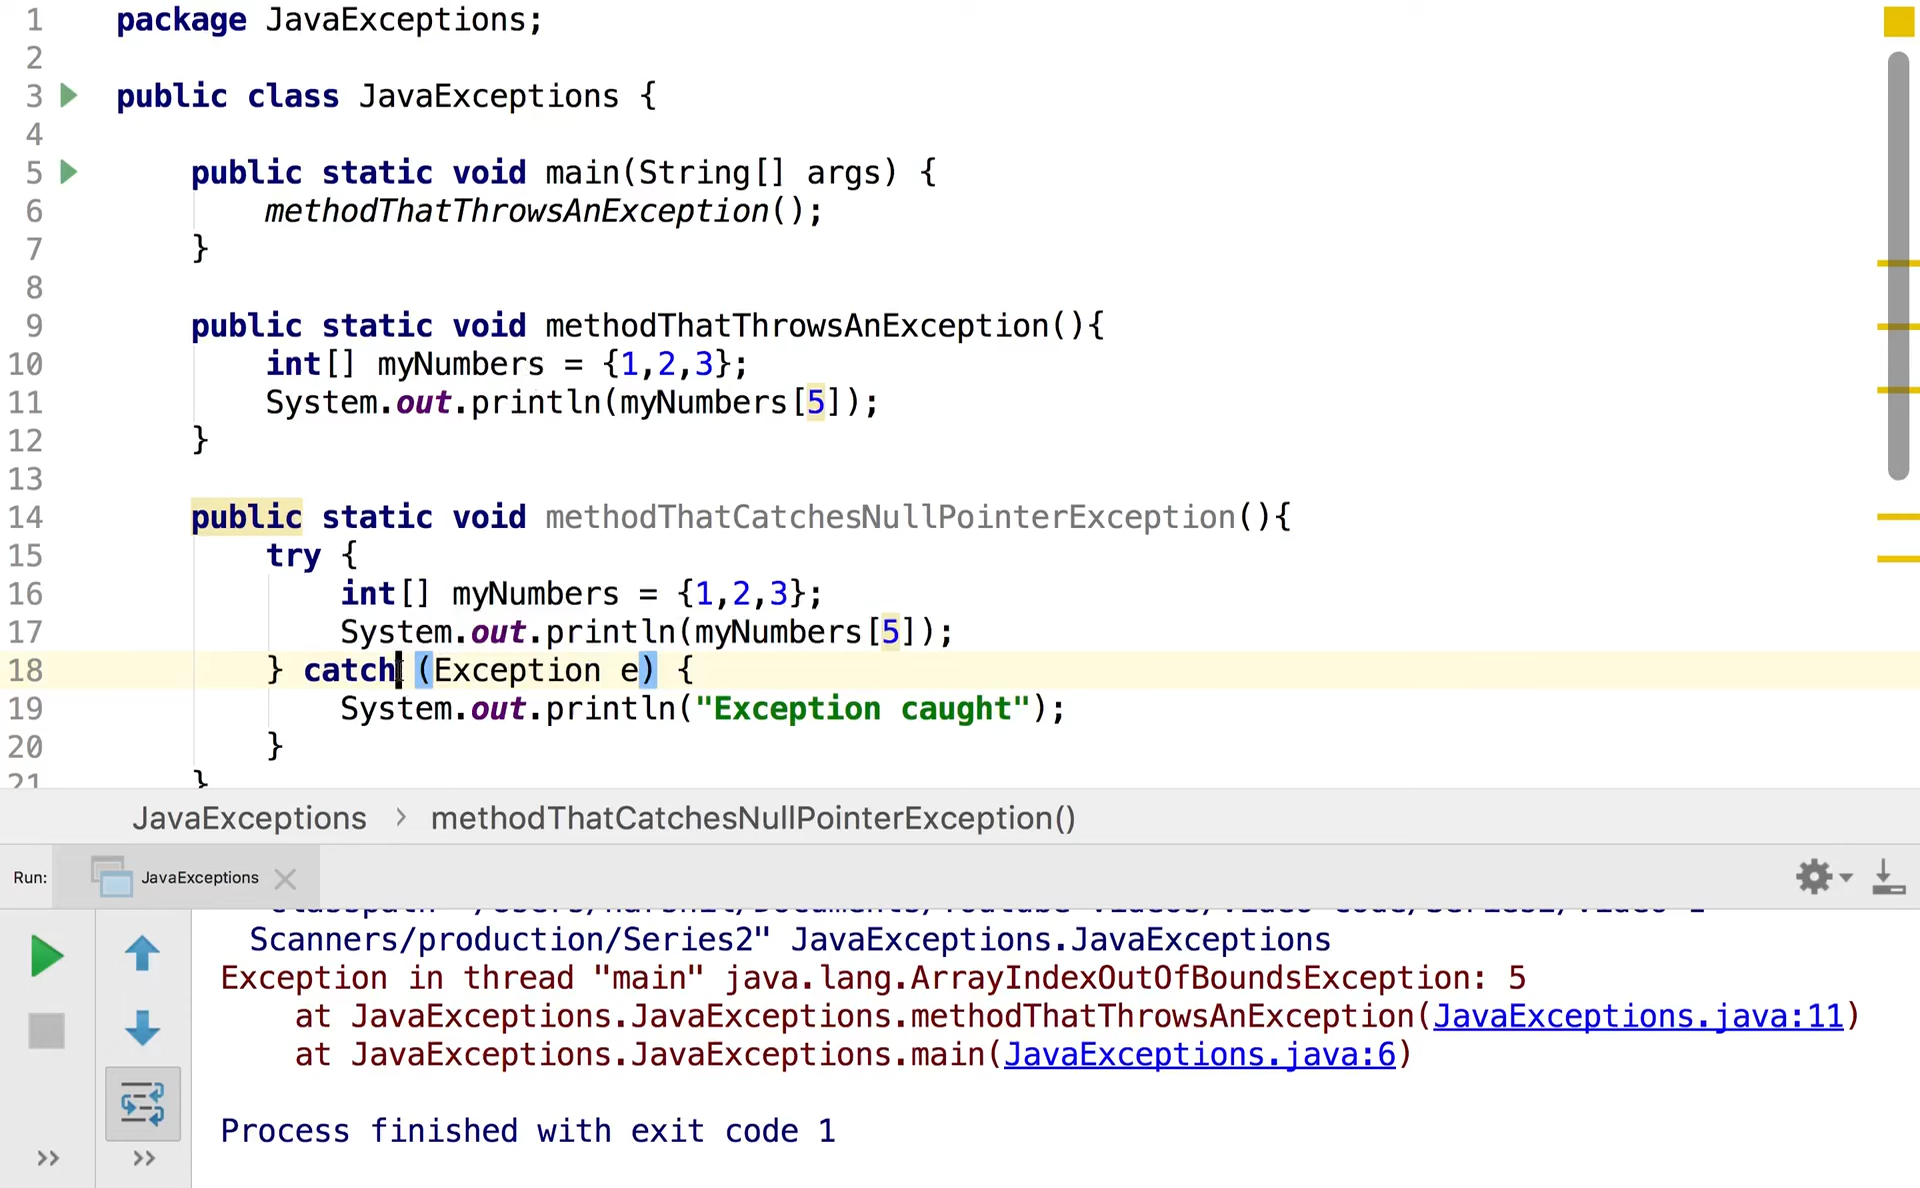 1 package JavaExceptions;
2
3 public class JavaExceptions {
4
5 public static void main(String[] args) {
6 methodThatThrowsAnException();
7 }
8
9 public static void methodThatThrowsAnException(){
10 int[] myNumbers = {1,2,3};
11 System.out.println(myNumbers[5]);
12 }
13
14 public static void methodThatCatchesNullPointerException(){
15 try {
16 int[] myNumbers = {1,2,3};
17 System.out.println(myNumbers[5]);
18 } catch (Exception e) {
19 System.out.println("Exception caught");
20 }
21 }
JavaExceptions › methodThatCatchesNullPointerException()
Run: JavaExceptions
Scanners/production/Series2" JavaExceptions.JavaExceptions
Exception in thread "main" java.lang.ArrayIndexOutOfBoundsException: 5
at JavaExceptions.JavaExceptions.methodThatThrowsAnException(JavaExceptions.java:11)
at JavaExceptions.JavaExceptions.main(JavaExceptions.java:6)
Process finished with exit code 1